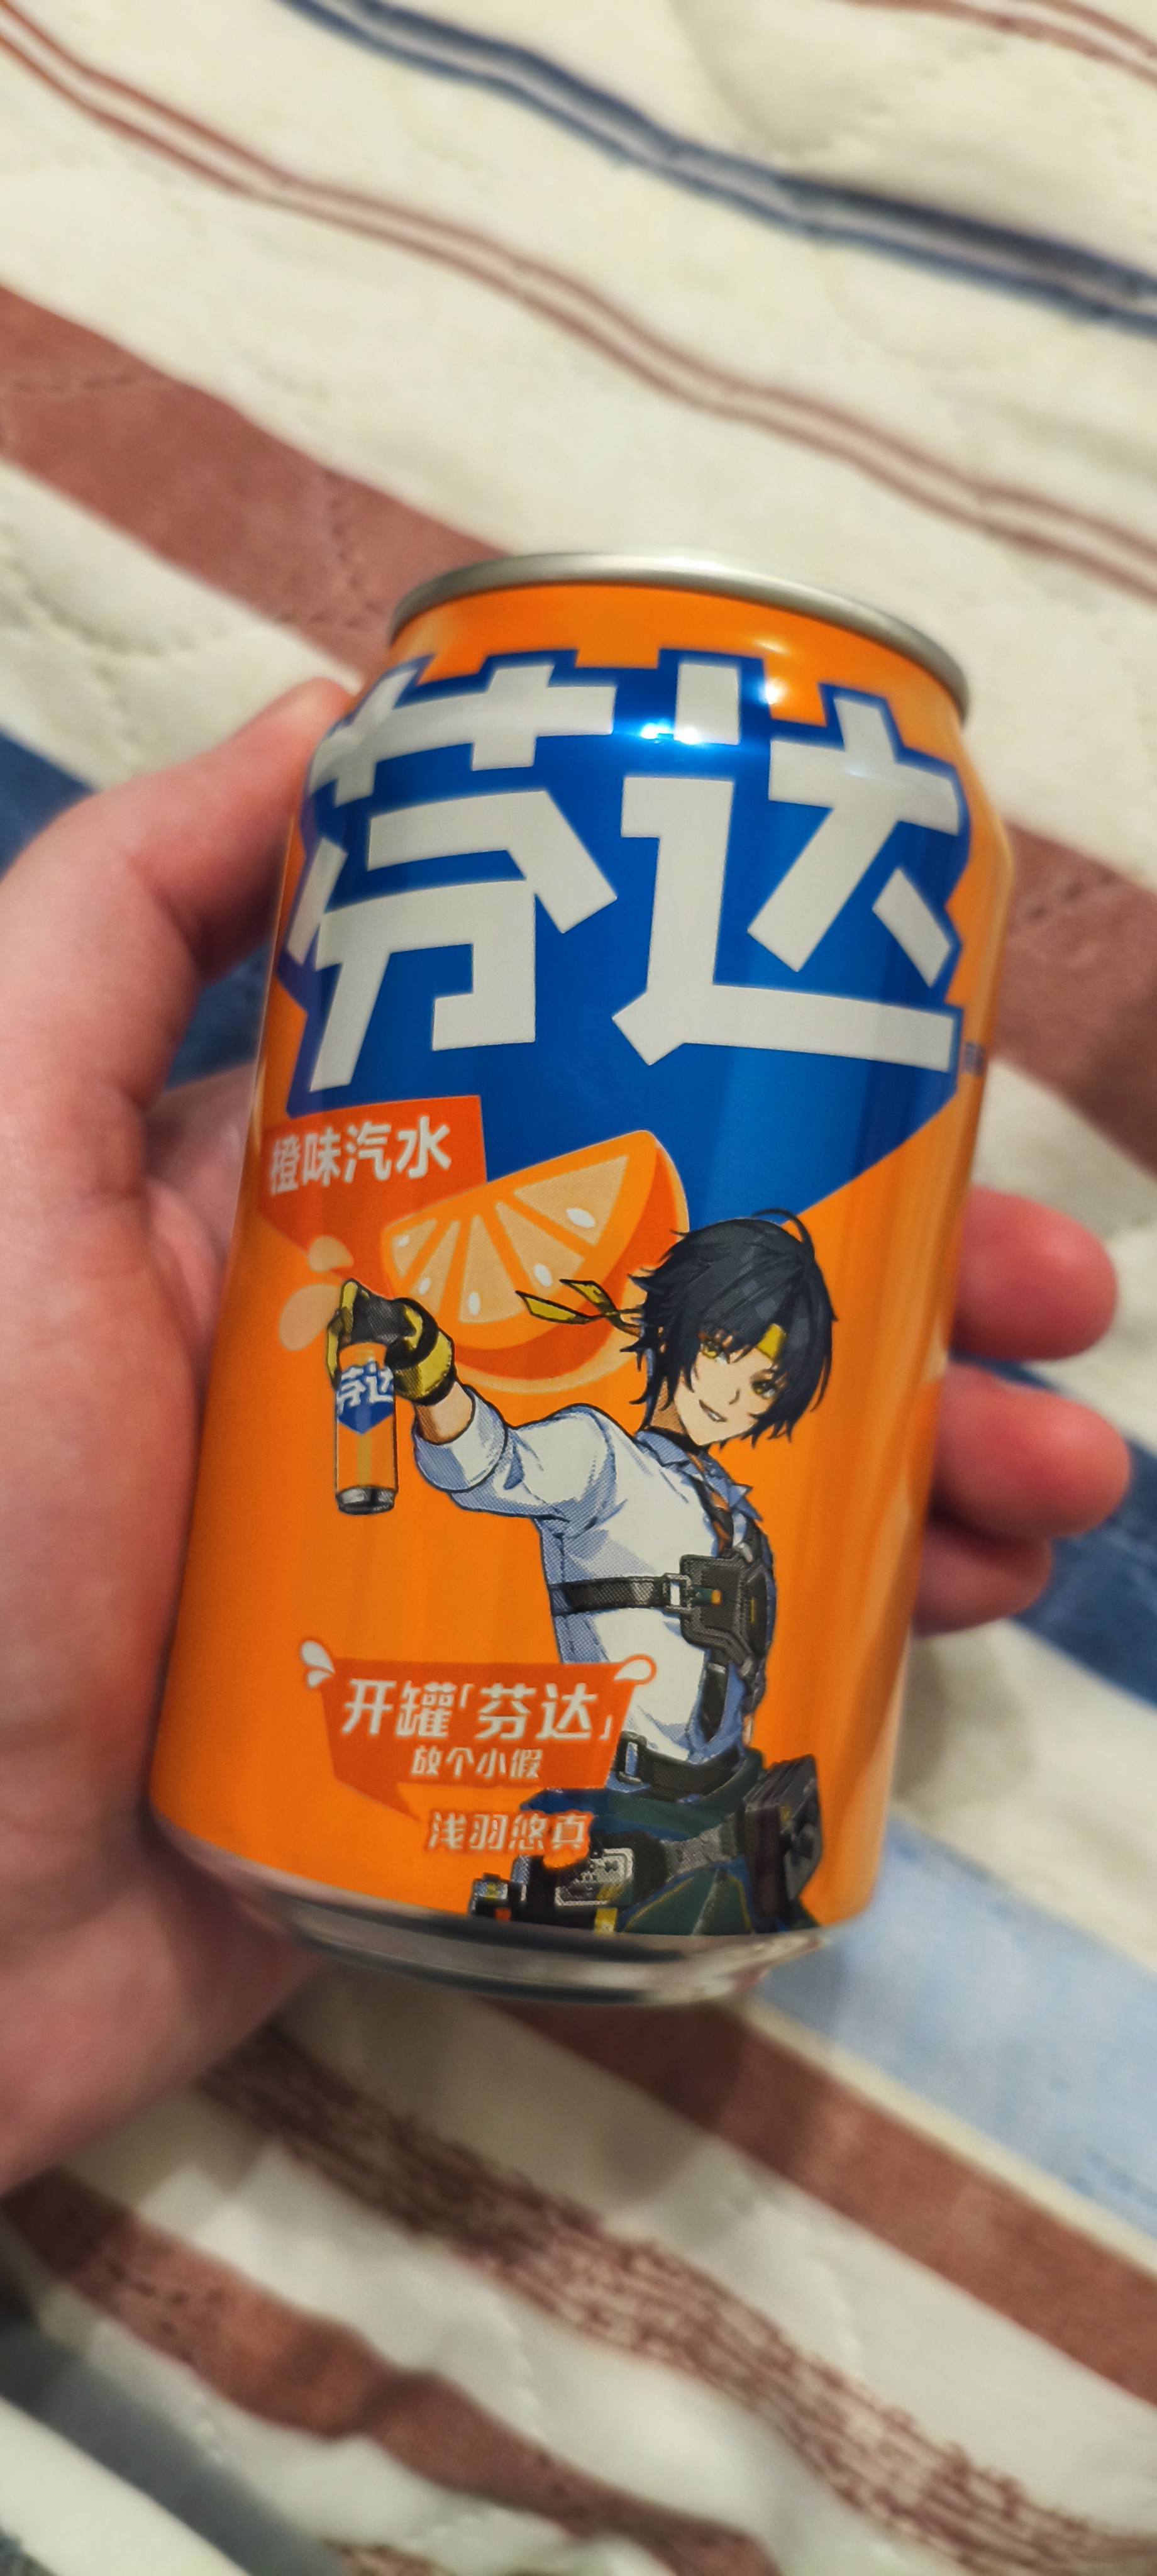 芬达
橙味汽水
芬达
开罐「芬达」
放个小假
浅羽悠真